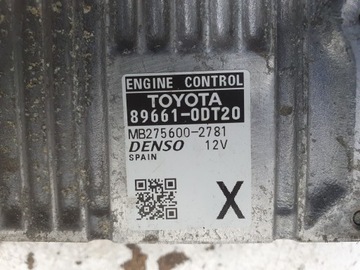 ENGINE CONTROL
TOYOTA
89661-0DT20
MB275600-2781
DENSO 12V
SPAIN
X